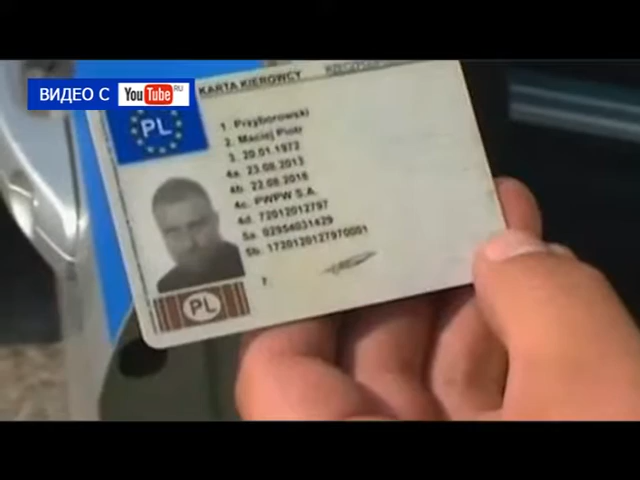 ВИДЕО С YouTube RU
KARTA KIEROWCY
PL
1. Przyborowski
2. Maciej Piotr
3. 20.01.1972
4a. 23.08.2013
4b. 22.08.2018
4c. PWPW S.A.
4d. 72012012797
5a. 02954031429
5b. 1720120127970001
7.
PL